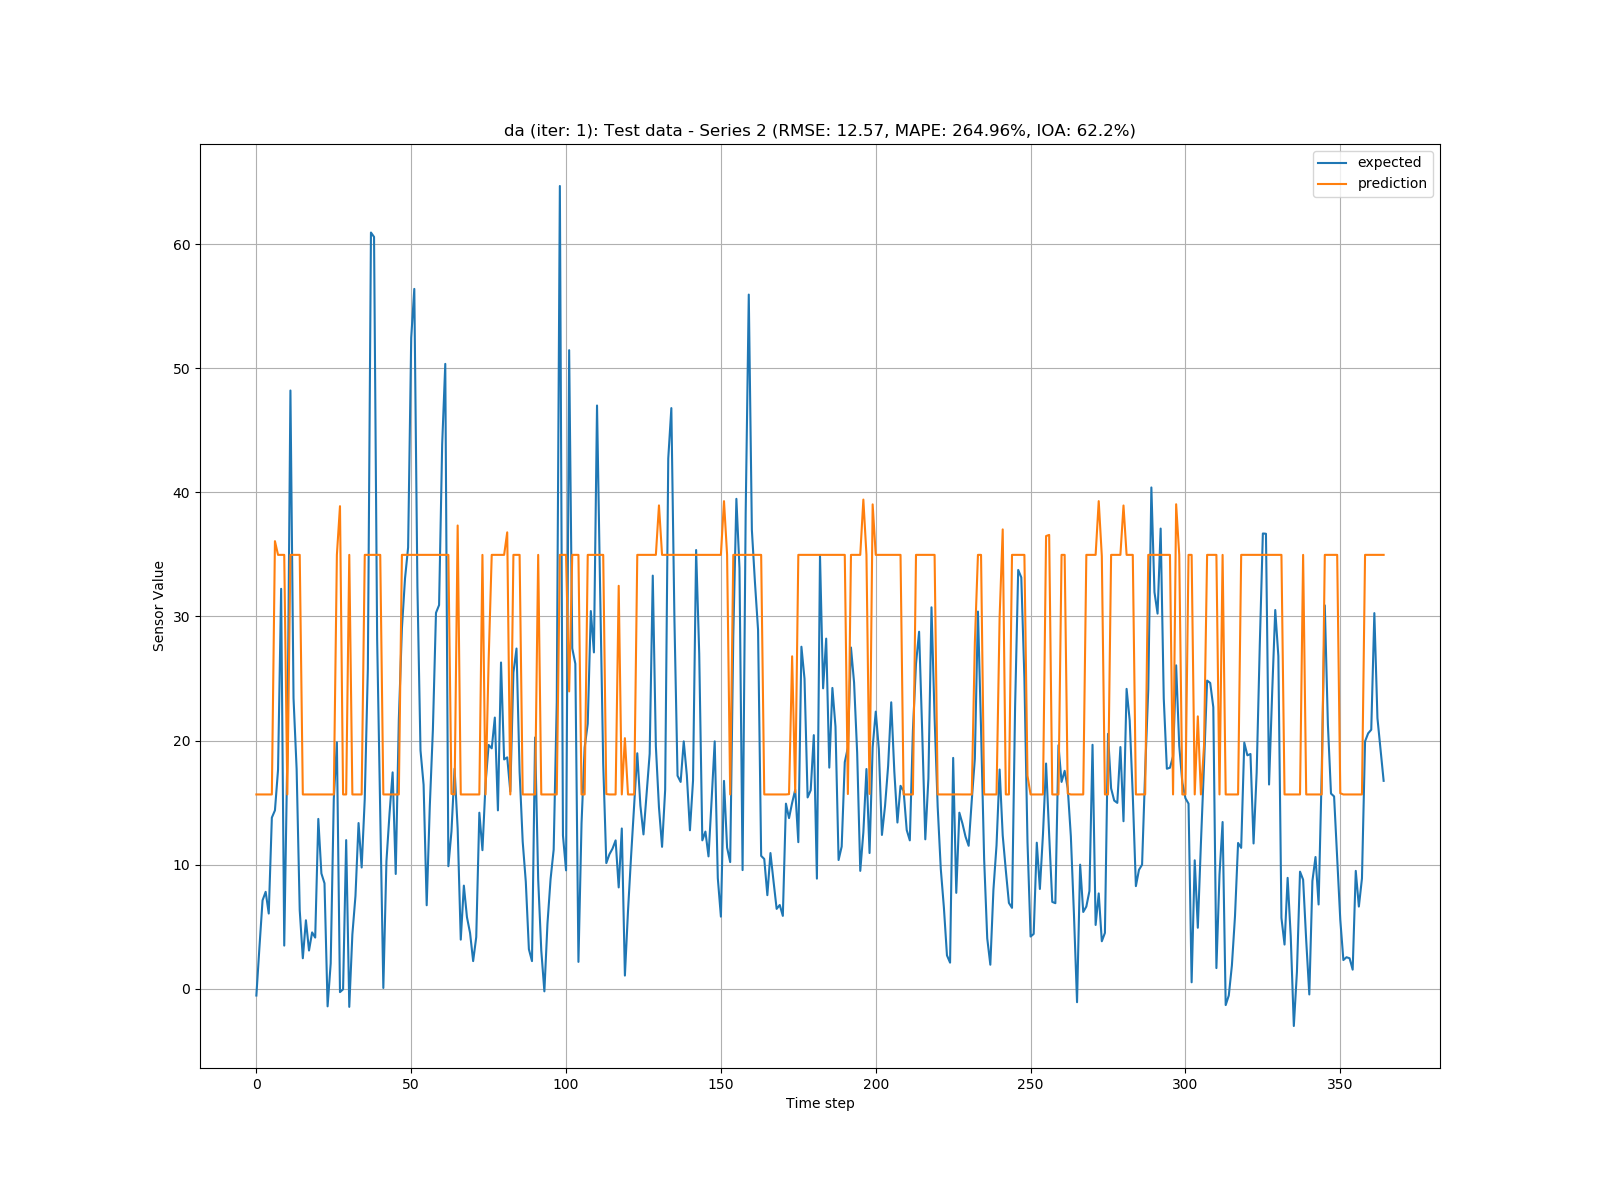 da (iter: 1): Test data - Series 2 (RMSE: 12.57, MAPE: 264.96%, IOA: 62.2%)
expected
prediction
60
50
40
30
20
10
0
Sensor Value
0 50 100 150 200 250 300 350
Time step